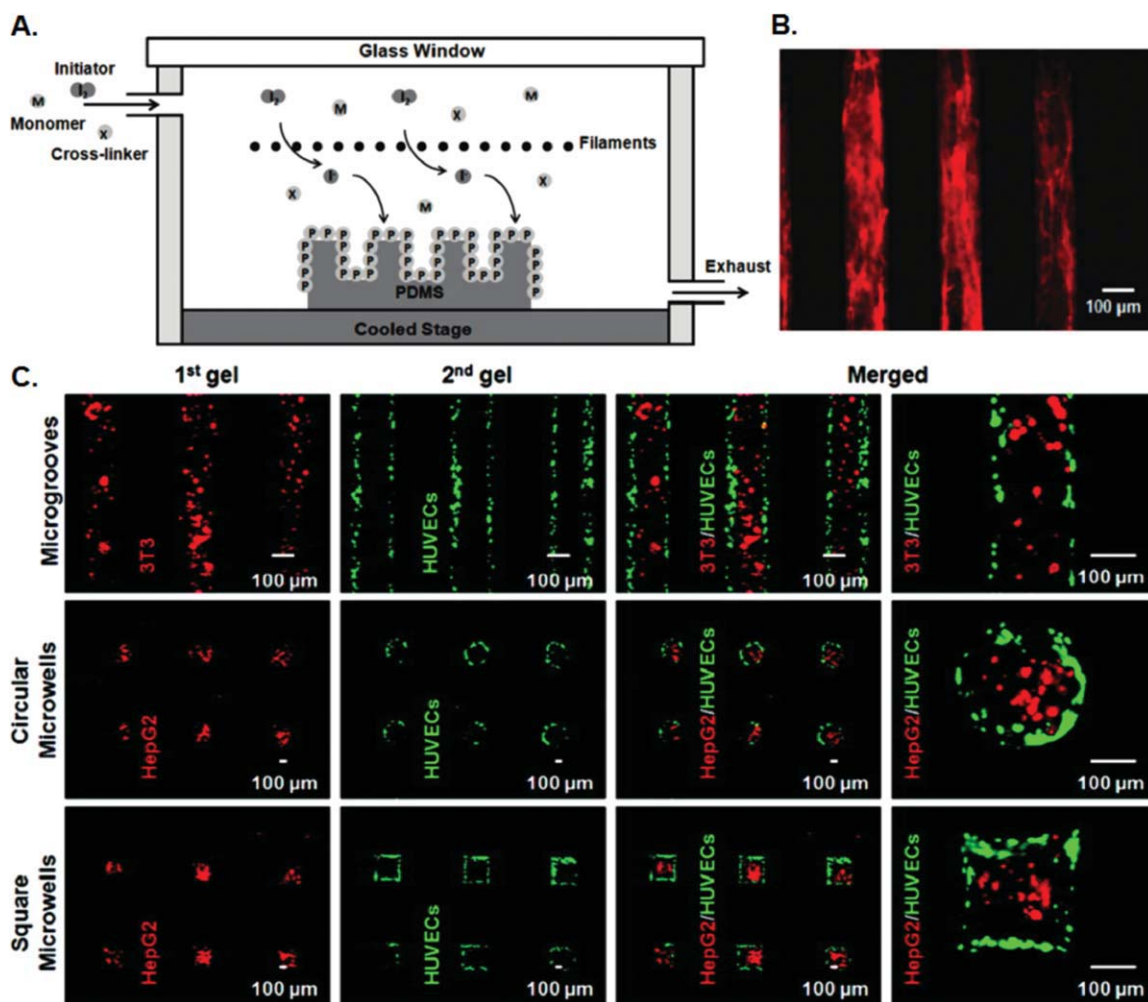 A.
Glass Window
Initiator
I2
M
Monomer
X
Cross-linker
I2
M
I2
X
M
Filaments
X
I
M
I
X
P P P P P P P P P
P P P P P P
P P P P P P
P P P P P P P P
P P
PDMS
Exhaust
Cooled Stage
B.
100 µm
C.
1st gel
2nd gel
Merged
Microgrooves
3T3
100 µm
HUVECs
100 µm
3T3/HUVECs
100 µm
3T3/HUVECs
100 µm
Circular
Microwells
HepG2
100 µm
HUVECs
100 µm
HepG2/HUVECs
100 µm
HepG2/HUVECs
100 µm
Square
Microwells
HepG2
100 µm
HUVECs
100 µm
HepG2/HUVECs
100 µm
HepG2/HUVECs
100 µm